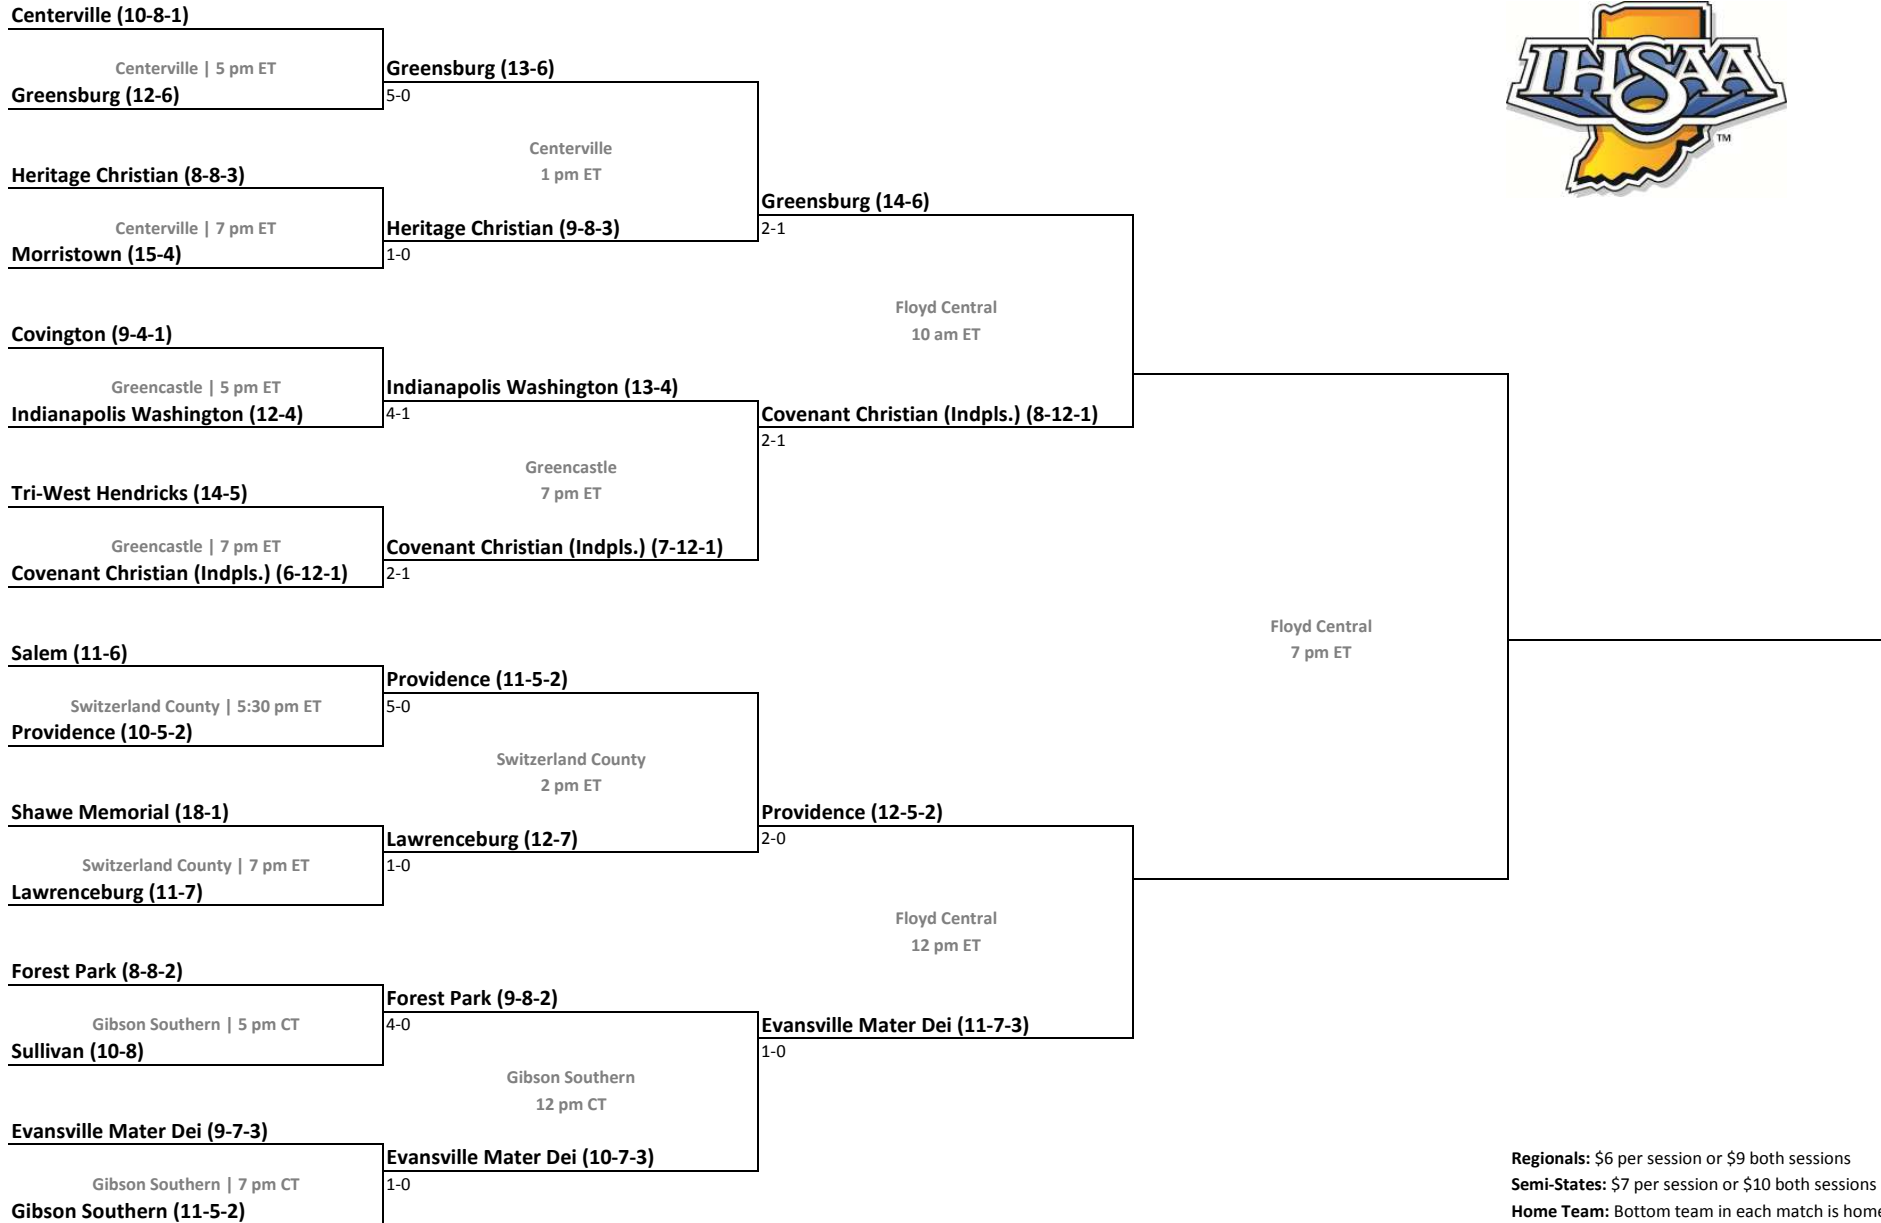 Centerville (10-8-1)
Centerville | 5 pm ET
Greensburg (12-6)
Heritage Christian (8-8-3)
Centerville | 7 pm ET
Morristown (15-4)
Covington (9-4-1)
Greencastle | 5 pm ET
Indianapolis Washington (12-4)
Tri-West Hendricks (14-5)
Greencastle | 7 pm ET
Covenant Christian (Indpls.) (6-12-1)
Salem (11-6)
Switzerland County | 5:30 pm ET
Providence (10-5-2)
Shawe Memorial (18-1)
Switzerland County | 7 pm ET
Lawrenceburg (11-7)
Forest Park (8-8-2)
Gibson Southern | 5 pm CT
Sullivan (10-8)
Evansville Mater Dei (9-7-3)
Gibson Southern | 7 pm CT
Gibson Southern (11-5-2)
Greensburg (13-6)
5-0
Centerville
1 pm ET
Heritage Christian (9-8-3)
1-0
Indianapolis Washington (13-4)
4-1
Greencastle
7 pm ET
Covenant Christian (Indpls.) (7-12-1)
2-1
Providence (11-5-2)
5-0
Switzerland County
2 pm ET
Lawrenceburg (12-7)
1-0
Forest Park (9-8-2)
4-0
Gibson Southern
12 pm CT
Evansville Mater Dei (10-7-3)
1-0
Greensburg (14-6)
2-1
Floyd Central
10 am ET
Covenant Christian (Indpls.) (8-12-1)
2-1
Providence (12-5-2)
2-0
Floyd Central
12 pm ET
Evansville Mater Dei (11-7-3)
1-0
Floyd Central
7 pm ET
IHSAA
TM
Regionals: $6 per session or $9 both sessions
Semi-States: $7 per session or $10 both sessions
Home Team: Bottom team in each match is home